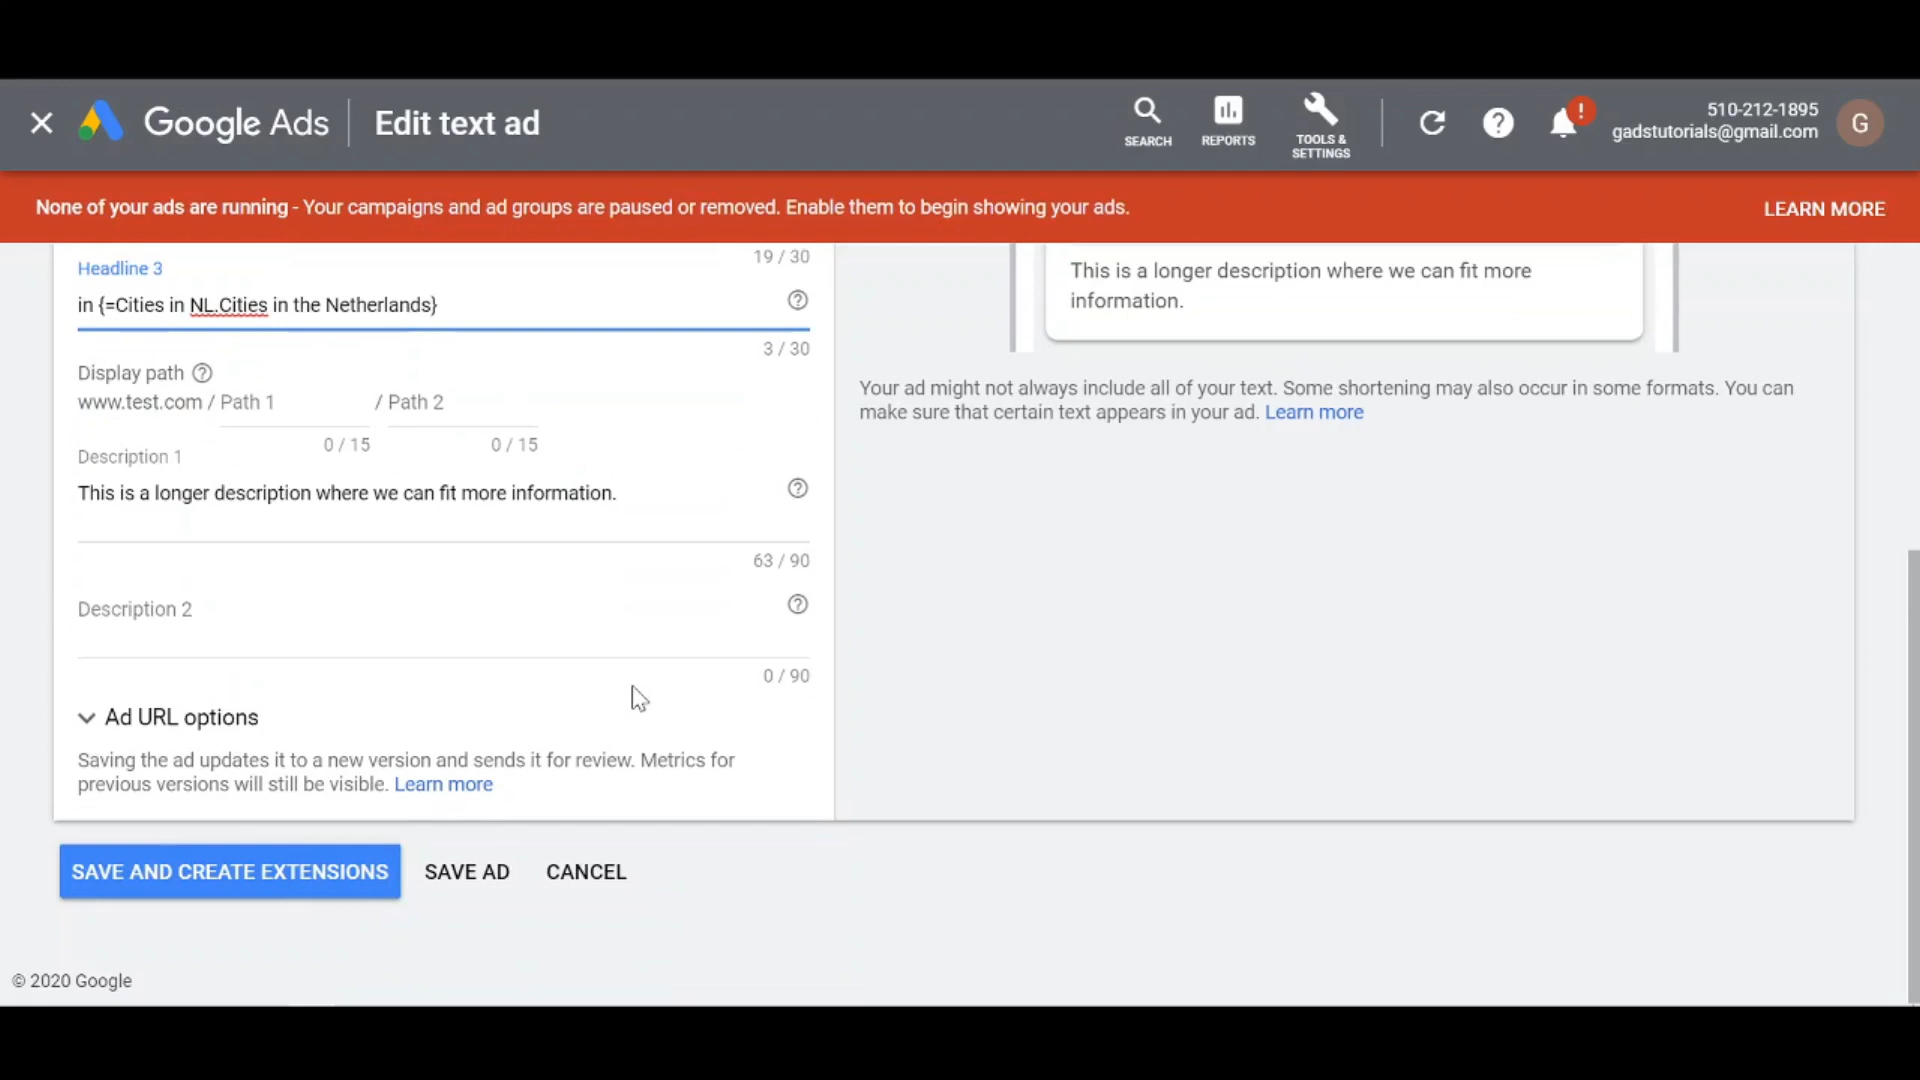 Google Ads
Edit text ad
SEARCH
REPORTS
TOOLS &
SETTINGS
?
!
510-212-1895
gadstutorials@gmail.com
G
None of your ads are running - Your campaigns and ad groups are paused or removed. Enable them to begin showing your ads.
LEARN MORE
19 / 30
Headline 3
in {=Cities in NL.Cities in the Netherlands}
?
3 / 30
Display path ?
www.test.com / Path 1 / Path 2
0 / 15 0 / 15
Description 1
This is a longer description where we can fit more information.
?
63 / 90
Description 2
?
0 / 90
Ad URL options
Saving the ad updates it to a new version and sends it for review. Metrics for
previous versions will still be visible. Learn more
This is a longer description where we can fit more
information.
Your ad might not always include all of your text. Some shortening may also occur in some formats. You can
make sure that certain text appears in your ad. Learn more
SAVE AND CREATE EXTENSIONS
SAVE AD
CANCEL
© 2020 Google